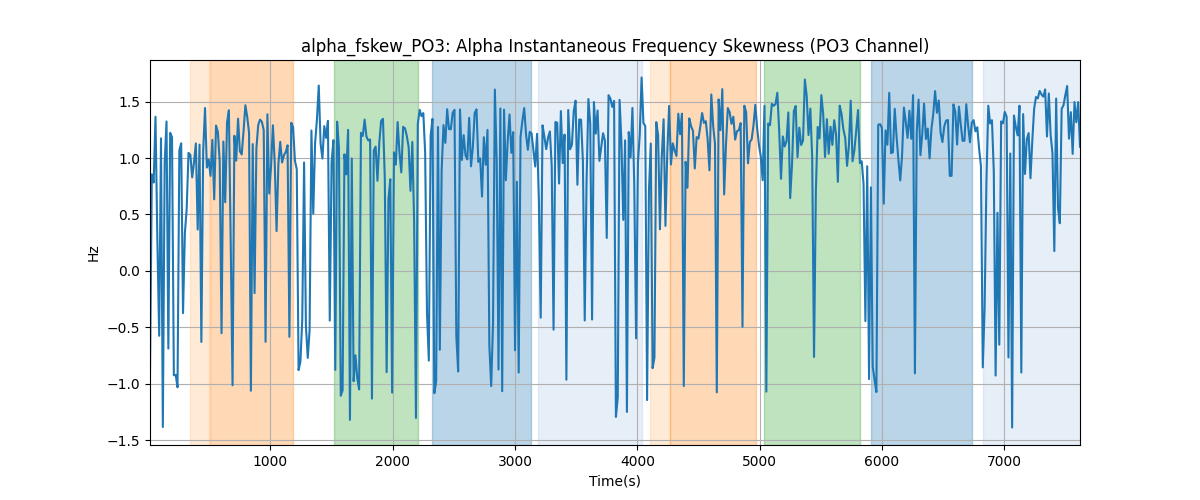 alpha_fskew_PO3: Alpha Instantaneous Frequency Skewness (PO3 Channel)
Hz
1.5
1.0
0.5
0.0
−0.5
−1.0
−1.5
1000 2000 3000 4000 5000 6000 7000
Time(s)